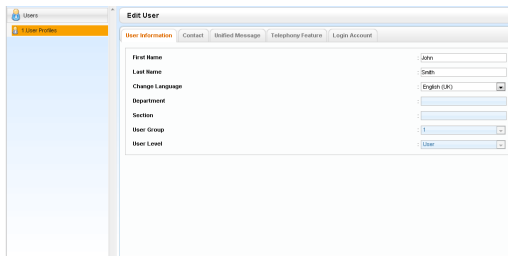 Users
1 User Profiles
Edit User
User Information Contact Unified Message Telephony Feature Login Account
First Name : John
Last Name : Smith
Change Language : English (UK)
Department :
Section :
User Group : 1
User Level : User